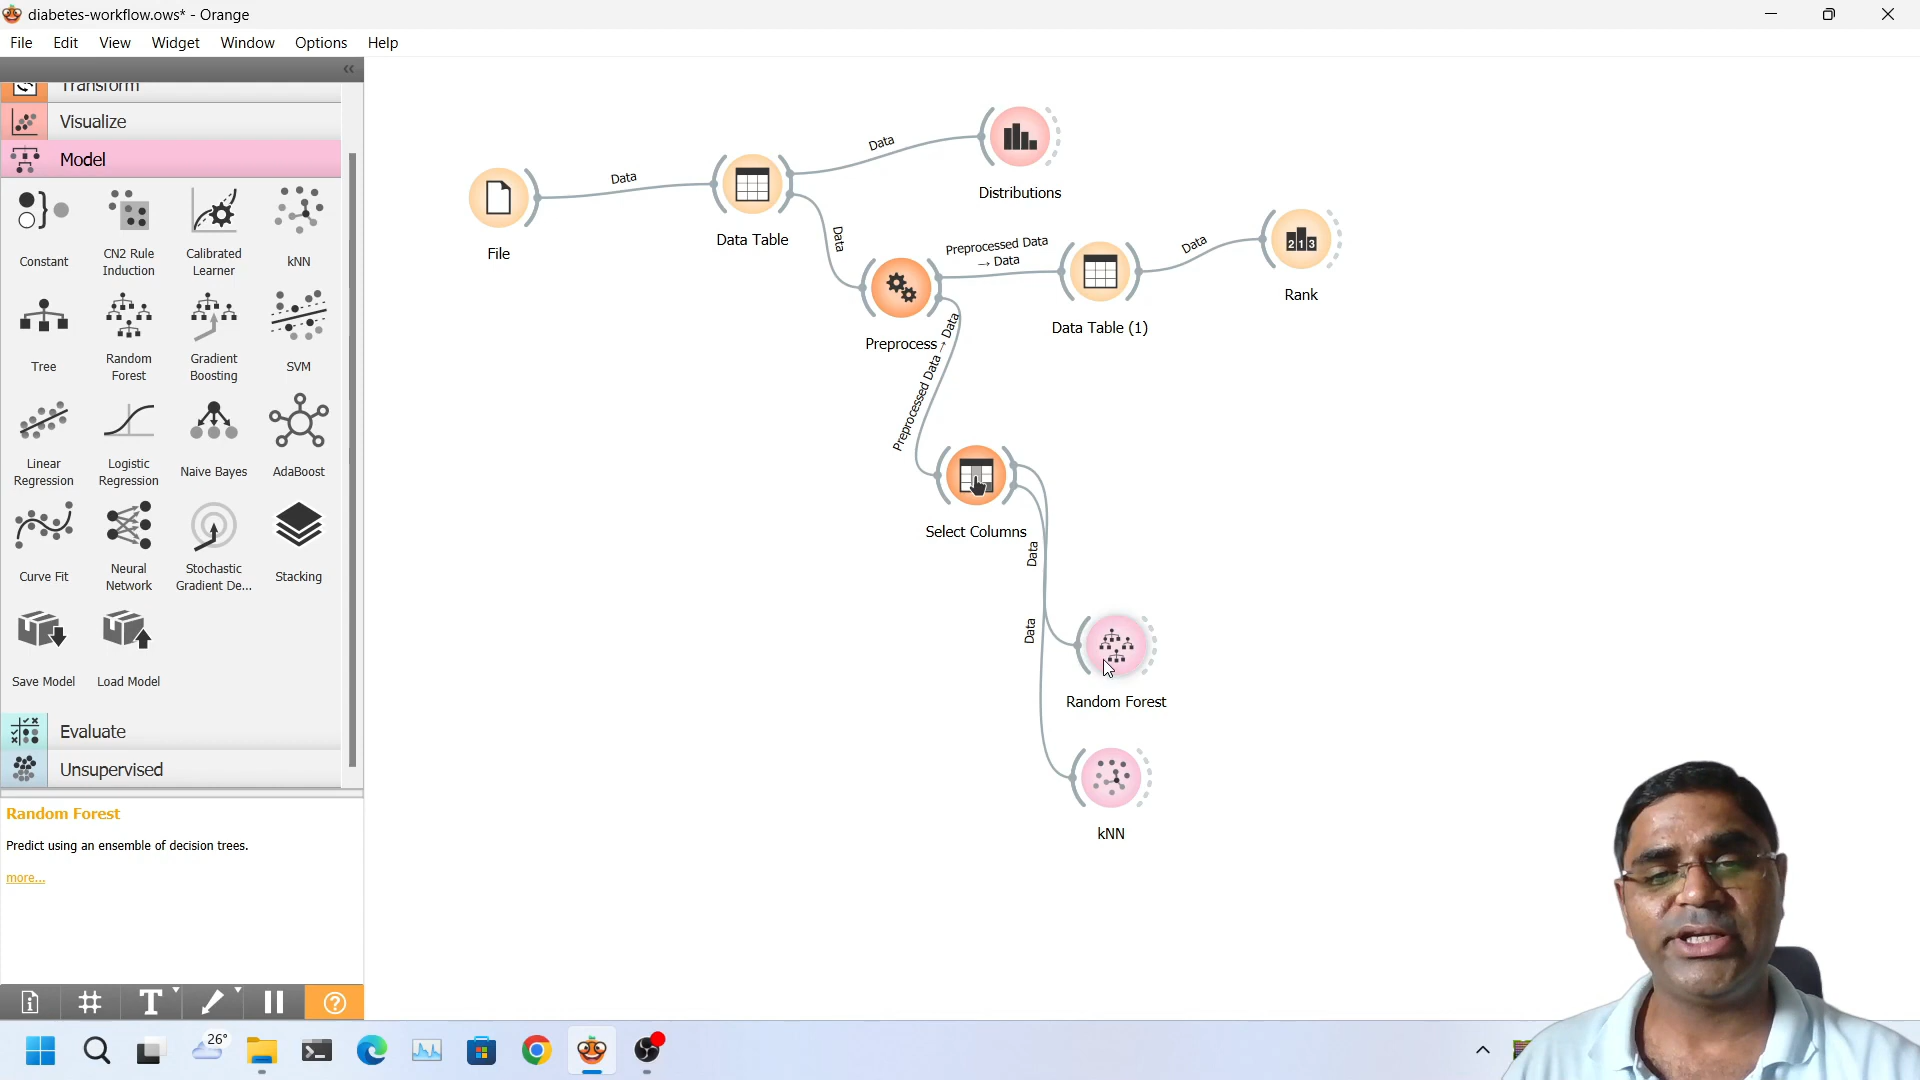 diabetes-workflow.ows* - Orange
File Edit View Widget Window Options Help
Transform
Visualize
Model
Constant
CN2 Rule
Induction
Calibrated
Learner
kNN
Tree
Random
Forest
Gradient
Boosting
SVM
Linear
Regression
Logistic
Regression
Naive Bayes
AdaBoost
Curve Fit
Neural
Network
Stochastic
Gradient De...
Stacking
Save Model
Load Model
Evaluate
Unsupervised
Random Forest
Predict using an ensemble of decision trees.
more...
File
Data
Data Table
Data
Distributions
Data
Preprocess
Preprocessed Data
→ Data
Data Table (1)
Data
2 1 3
Rank
Preprocessed Data → Data
Select Columns
Data
Data
Random Forest
kNN
T
?
26°